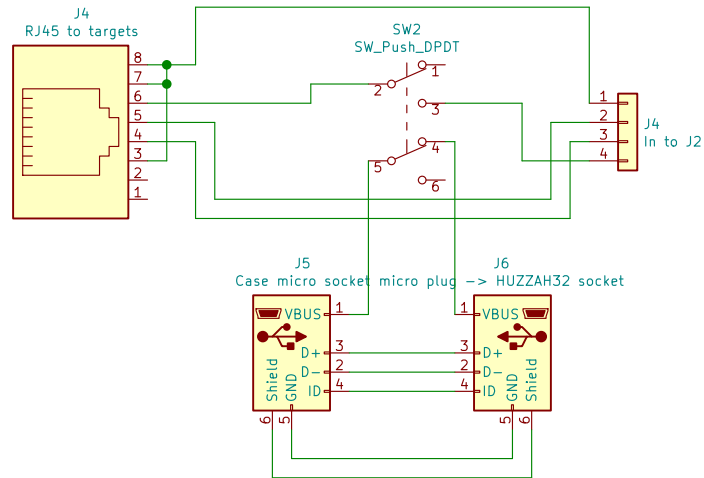 J4
RJ45 to targets
8
7
6
5
4
3
2
1
SW2
SW_Push_DPDT
1
2
3
4
5
6
1
2
3
4
J4
In to J2
J5
J6
Case micro socket micro plug -> HUZZAH32 socket
VBUS 1
D+ 3
D- 2
ID 4
Shield
GND
6
5
1 VBUS
3 D+
2 D-
4 ID
GND
Shield
5
6